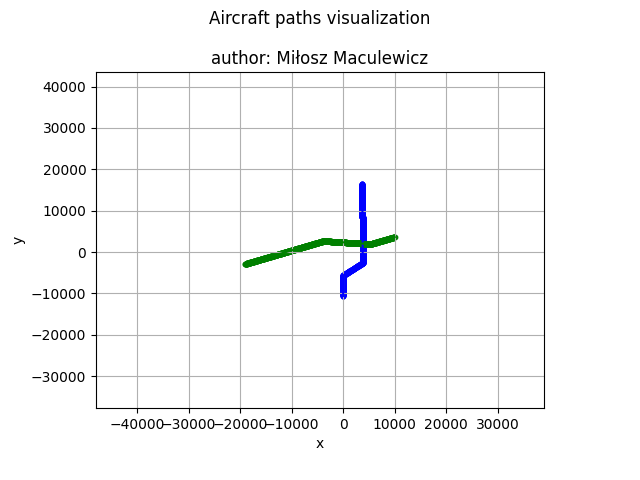 Aircraft paths visualization
author: Miłosz Maculewicz
40000
30000
20000
10000
0
−10000
−20000
−30000
y
−40000 −30000 −20000 −10000 0 10000 20000 30000
x